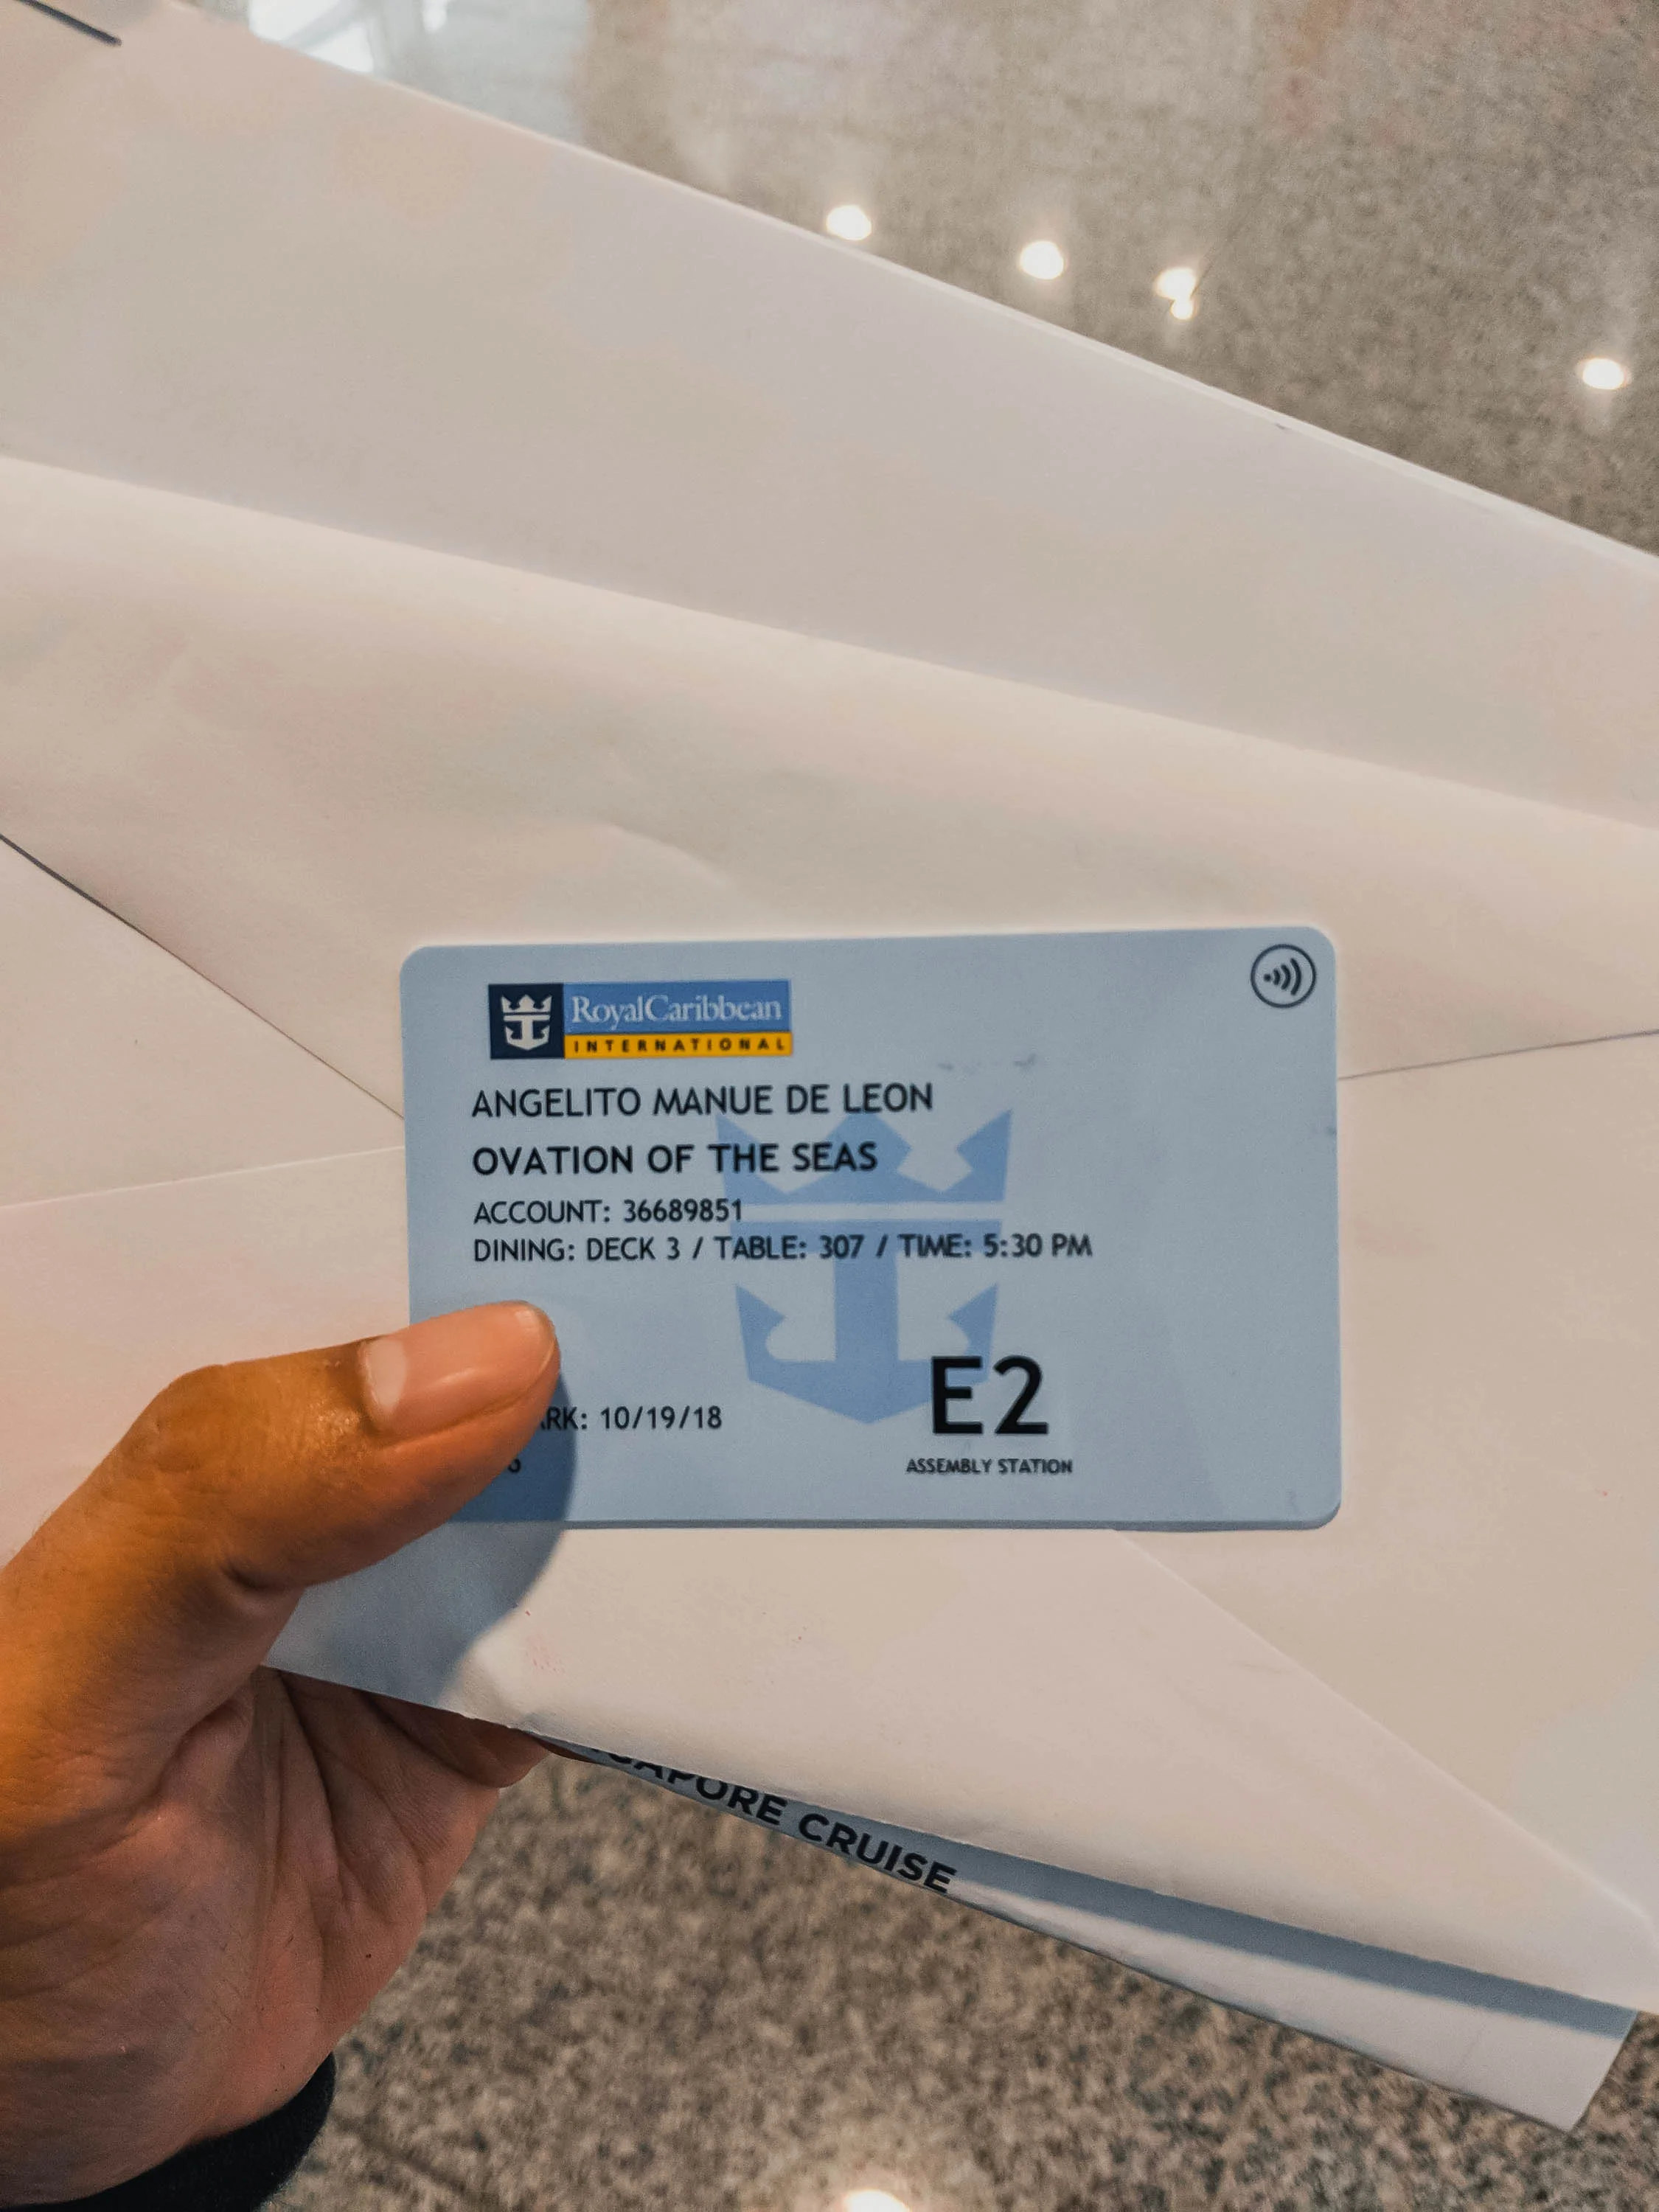 RoyalCaribbean
INTERNATIONAL
ANGELITO MANUE DE LEON
OVATION OF THE SEAS
ACCOUNT: 36689851
DINING: DECK 3 / TABLE: 307 / TIME: 5:30 PM
E2
10/19/18
ASSEMBLY STATION
CRUISE